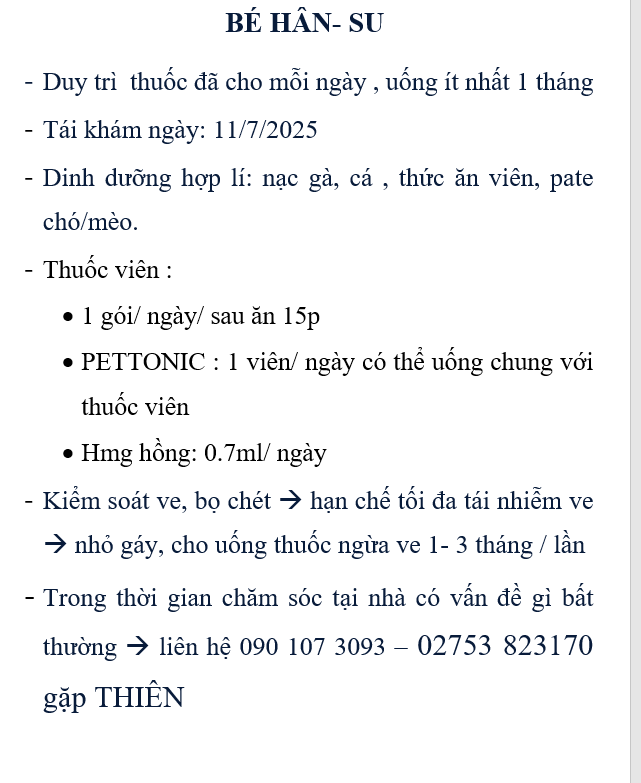 BÉ HÂN- SU
- Duy trì  thuốc đã cho mỗi ngày , uống ít nhất 1 tháng
- Tái khám ngày: 11/7/2025
- Dinh dưỡng hợp lí: nạc gà, cá , thức ăn viên, pate
chó/mèo.
- Thuốc viên :
• 1 gói/ ngày/ sau ăn 15p
• PETTONIC : 1 viên/ ngày có thể uống chung với
thuốc viên
• Hmg hồng: 0.7ml/ ngày
- Kiểm soát ve, bọ chét → hạn chế tối đa tái nhiễm ve
→ nhỏ gáy, cho uống thuốc ngừa ve 1- 3 tháng / lần
- Trong thời gian chăm sóc tại nhà có vấn đề gì bất
thường → liên hệ 090 107 3093 – 02753 823170
gặp THIÊN